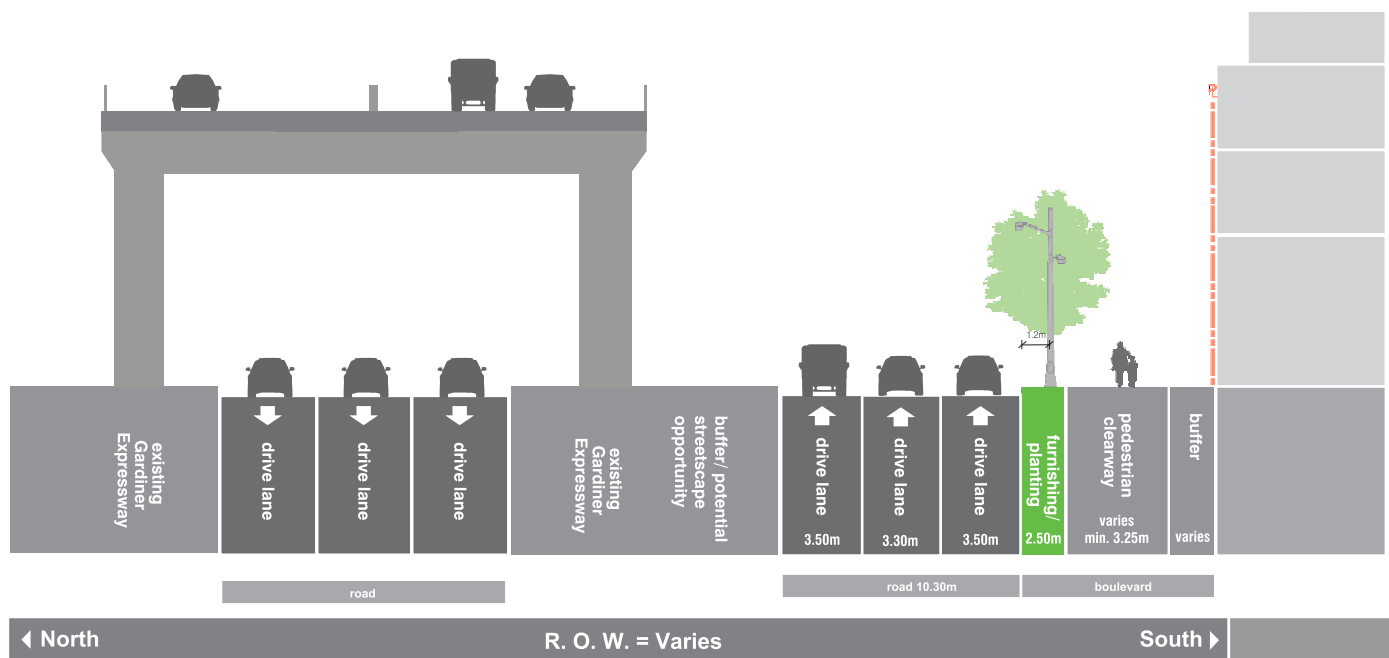 1.2m
existing
Gardiner
Expressway
drive lane
drive lane
drive lane
existing
Gardiner
Expressway
buffer/ potential
streetscape
opportunity
drive lane
3.50m
drive lane
3.30m
drive lane
3.50m
furnishing/
planting
2.50m
pedestrian
clearway
varies
min. 3.25m
buffer
varies
road
road 10.30m
boulevard
North
R. O. W. = Varies
South